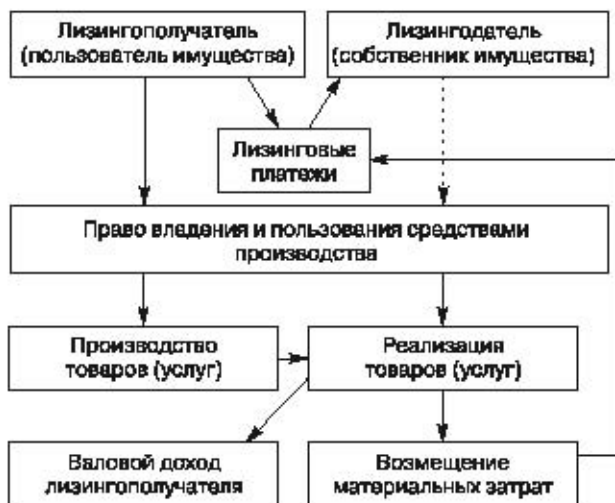 Лизингополучатель
(пользователь имущества)
Лизингодатель
(собственник имущества)
Лизинговые
платежи
Право владения и пользования средствами
производства
Производство
товаров (услуг)
Реализация
товаров (услуг)
Валовой доход
лизингополучателя
Возмещение
материальных затрат